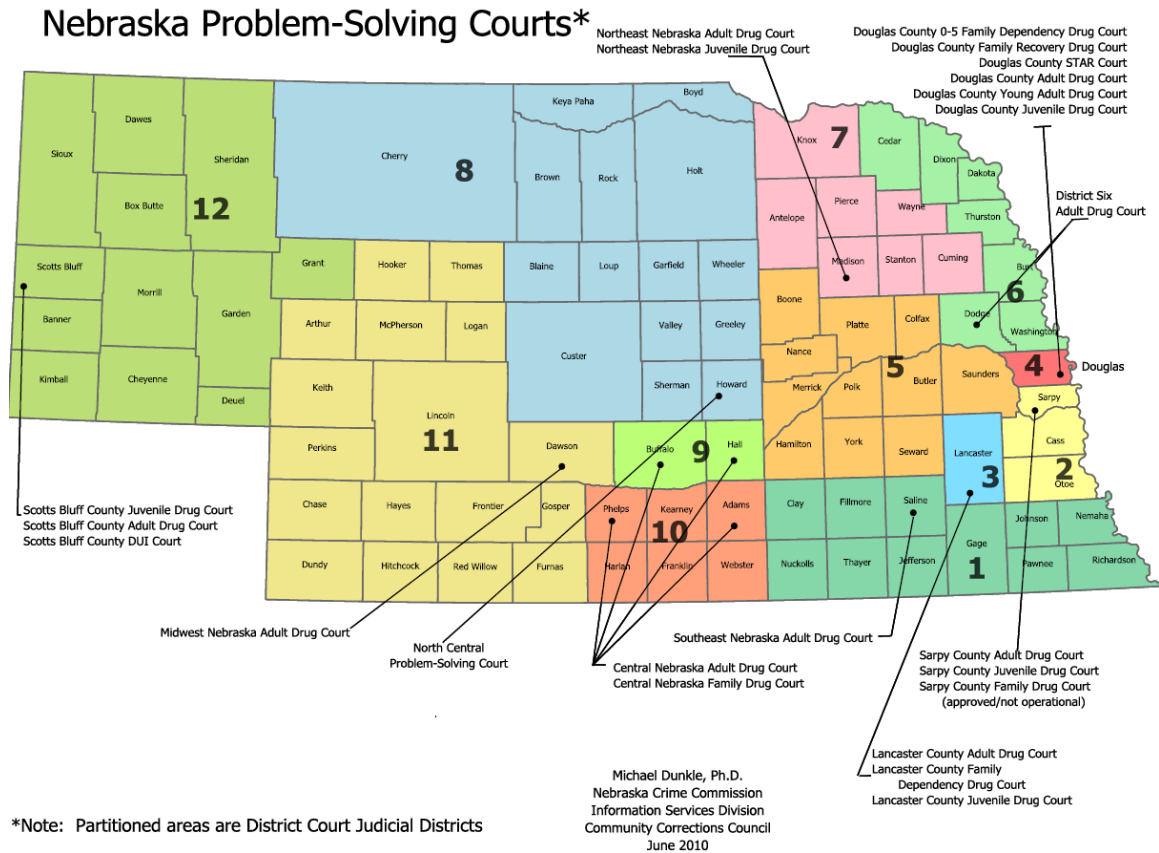 Nebraska Problem-Solving Courts*
Northeast Nebraska Adult Drug Court
Northeast Nebraska Juvenile Drug Court
Douglas County 0-5 Family Dependency Drug Court
Douglas County Family Recovery Drug Court
Douglas County STAR Court
Douglas County Adult Drug Court
Douglas County Young Adult Drug Court
Douglas County Juvenile Drug Court
District Six
Adult Drug Court
Sioux
Dawes
Sheridan
Box Butte
12
Scotts Bluff
Morrill
Garden
Banner
Kimball
Cheyenne
Deuel
Grant
Cherry
8
Keya Paha
Boyd
Brown
Rock
Holt
Blaine
Loup
Garfield
Wheeler
Custer
Valley
Greeley
Sherman
Howard
Hooker
Thomas
Arthur
McPherson
Logan
Keith
Lincoln
11
Perkins
Dawson
Chase
Hayes
Frontier
Gosper
Dundy
Hitchcock
Red Willow
Furnas
Knox
7
Antelope
Pierce
Wayne
Madison
Stanton
Cuming
Cedar
Dixon
Dakota
Thurston
Burt
6
Dodge
Washington
4
Douglas
Boone
Platte
Colfax
Nance
5
Merrick
Polk
Butler
Saunders
Hamilton
York
Seward
Sarpy
Cass
2
Otoe
Lancaster
3
Buffalo
9
Hall
Phelps
Kearney
Adams
10
Harlan
Franklin
Webster
Clay
Fillmore
Saline
Nuckolls
Thayer
Jefferson
Gage
1
Johnson
Nemaha
Pawnee
Richardson
Scotts Bluff County Juvenile Drug Court
Scotts Bluff County Adult Drug Court
Scotts Bluff County DUI Court
Midwest Nebraska Adult Drug Court
North Central
Problem-Solving Court
Central Nebraska Adult Drug Court
Central Nebraska Family Drug Court
Southeast Nebraska Adult Drug Court
Sarpy County Adult Drug Court
Sarpy County Juvenile Drug Court
Sarpy County Family Drug Court
(approved/not operational)
Lancaster County Adult Drug Court
Lancaster County Family
Dependency Drug Court
Lancaster County Juvenile Drug Court
Michael Dunkle, Ph.D.
Nebraska Crime Commission
Information Services Division
Community Corrections Council
June 2010
*Note: Partitioned areas are District Court Judicial Districts